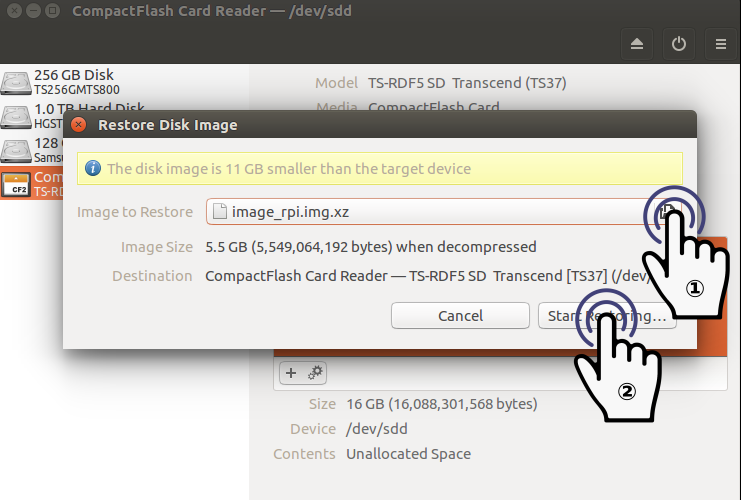 CompactFlash Card Reader — /dev/sdd
256 GB Disk
TS256GMTS800
1.0 TB Hard Disk
HGST
128
Samsu
Com
TS-RD
CF2
Model TS-RDF5 SD Transcend (TS37)
Media CompactFlash Card
Restore Disk Image
The disk image is 11 GB smaller than the target device
Image to Restore image_rpi.img.xz
Image Size 5.5 GB (5,549,064,192 bytes) when decompressed
Destination CompactFlash Card Reader — TS-RDF5 SD Transcend [TS37] (/dev/
①
Cancel Start Restoring...
②
Size 16 GB (16,088,301,568 bytes)
Device /dev/sdd
Contents Unallocated Space